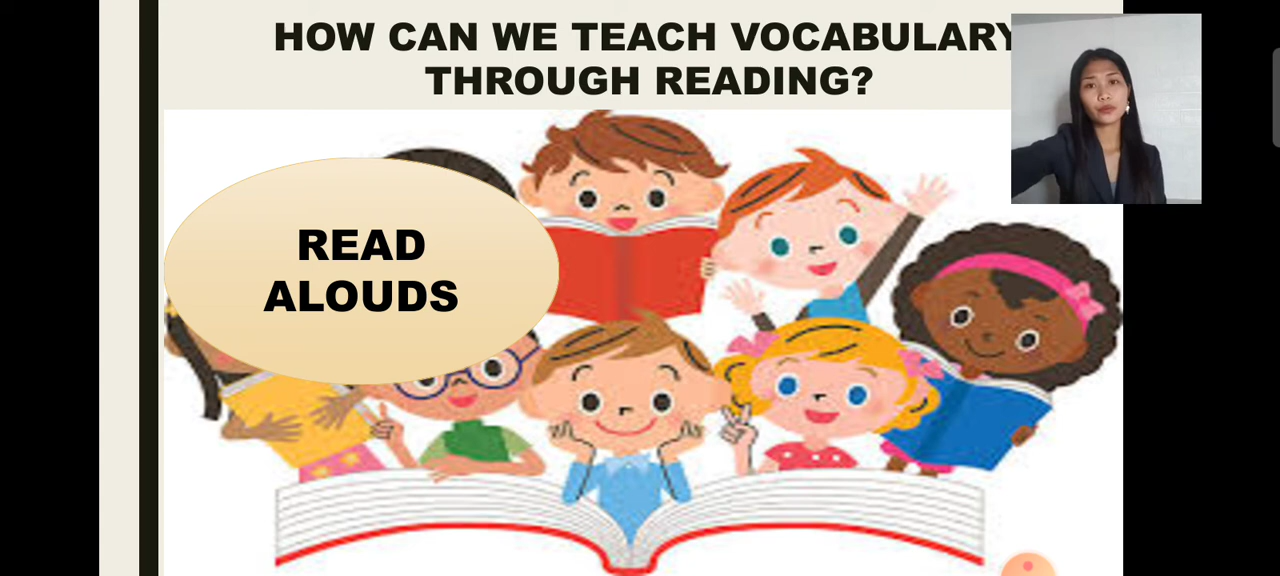 HOW CAN WE TEACH VOCABULARY
THROUGH READING?
READ
ALOUDS